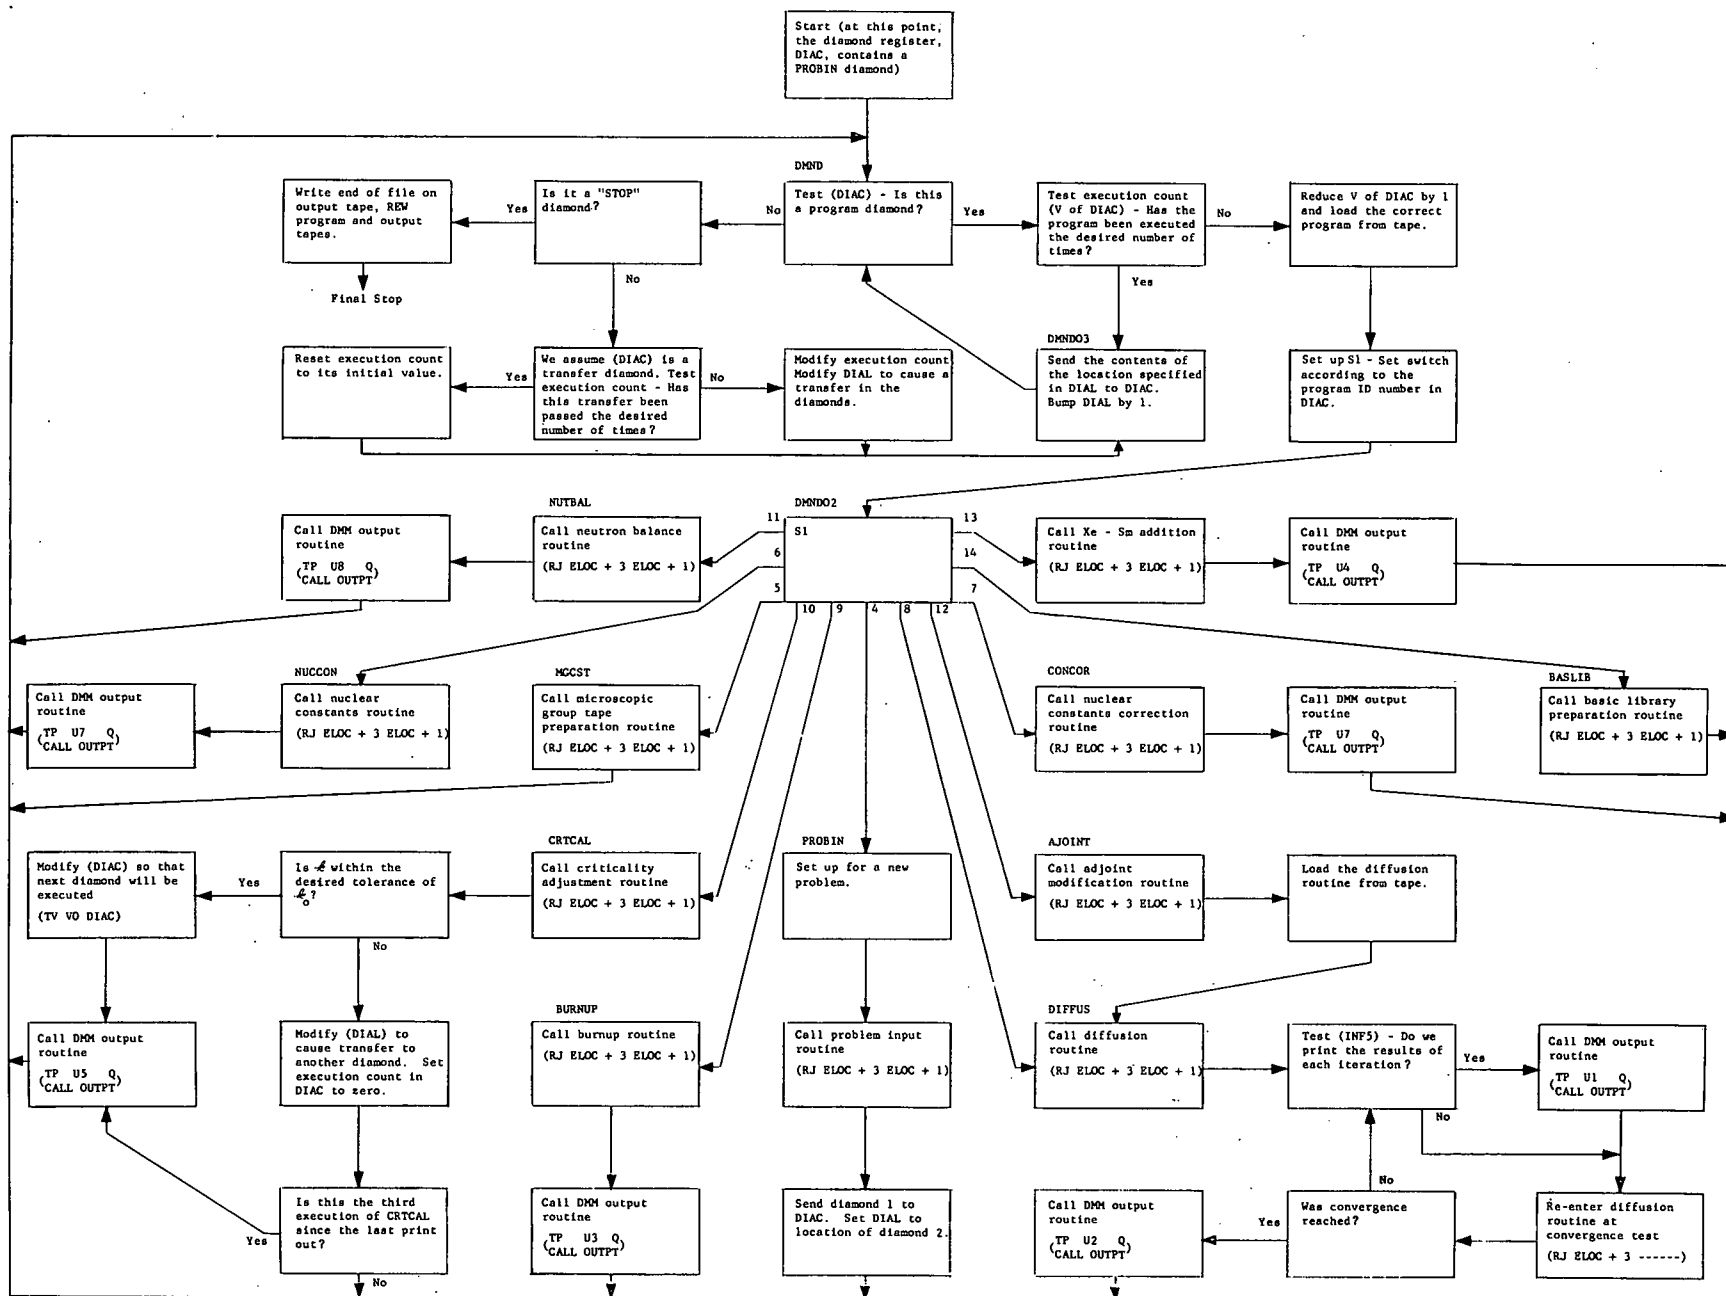 Start (at this point,
the diamond register,
DIAC, contains a
PROBIN diamond)
DMND
Write end of file on
output tape, REW
program and output
tapes.
Yes
Is it a "STOP"
diamond?
No
Test (DIAC) - Is this
a program diamond?
Yes
Test execution count
(V of DIAC) - Has the
program been executed
the desired number of
times?
No
Reduce V of DIAC by 1
and load the correct
program from tape.
Final Stop
No
Yes
DMNDO3
Reset execution count
to its initial value.
Yes
We assume (DIAC) is a
transfer diamond. Test
execution count - Has
this transfer been
passed the desired
number of times?
No
Modify execution count
Modify DIAL to cause a
transfer in the
diamonds.
Send the contents of
the location specified
in DIAL to DIAC.
Bump DIAL by 1.
Set up S1 - Set switch
according to the
program ID number in
DIAC.
NUTBAL
DMNDO2
Call DMM output
routine
(TP U8 Q)
(CALL OUTPT)
Call neutron balance
routine
(RJ ELOC + 3 ELOC + 1)
11
6
5
S1
13
14
7
10
9
4
8
12
Call Xe - Sm addition
routine
(RJ ELOC + 3 ELOC + 1)
Call DMM output
routine
(TP U4 Q)
(CALL OUTPT)
NUCCON
MGCST
CONCOR
BASLIB
Call DMM output
routine
(TP U7 Q)
(CALL OUTPT)
Call nuclear
constants routine
(RJ ELOC + 3 ELOC + 1)
Call microscopic
group tape
preparation routine
(RJ ELOC + 3 ELOC + 1)
Call nuclear
constants correction
routine
(RJ ELOC + 3 ELOC + 1)
Call DMM output
routine
(TP U7 Q)
(CALL OUTPT)
Call basic library
preparation routine
(RJ ELOC + 3 ELOC + 1)
CRTCAL
PROBIN
AJOINT
Modify (DIAC) so that
next diamond will be
executed
(TV VO DIAC)
Yes
Is k within the
desired tolerance of
k₀?
No
Call criticality
adjustment routine
(RJ ELOC + 3 ELOC + 1)
Set up for a new
problem.
Call adjoint
modification routine
(RJ ELOC + 3 ELOC + 1)
Load the diffusion
routine from tape.
BURNUP
DIFFUS
Call DMM output
routine
(TP U5 Q)
(CALL OUTPT)
Modify (DIAL) to
cause transfer to
another diamond. Set
execution count in
DIAC to zero.
Call burnup routine
(RJ ELOC + 3 ELOC + 1)
Call problem input
routine
(RJ ELOC + 3 ELOC + 1)
Call diffusion
routine
(RJ ELOC + 3 ELOC + 1)
Test (INF5) - Do we
print the results of
each iteration?
Yes
No
Call DMM output
routine
(TP U1 Q)
(CALL OUTPT)
Yes
Is this the third
execution of CRTCAL
since the last print
out?
No
Call DMM output
routine
(TP U3 Q)
(CALL OUTPT)
Send diamond 1 to
DIAC. Set DIAL to
location of diamond 2.
Call DMM output
routine
(TP U2 Q)
(CALL OUTPT)
Yes
No
Was convergence
reached?
Re-enter diffusion
routine at
convergence test
(RJ ELOC + 3 ------)